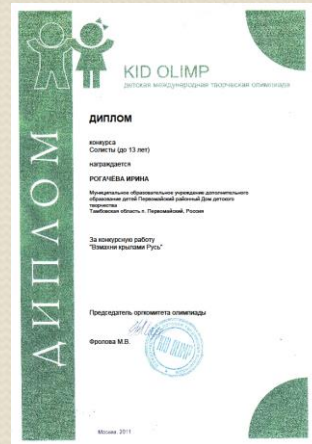 ДИПЛОМ
KID OLIMP
детская международная творческая олимпиада
ДИПЛОМ
конкурса
Солисты (до 13 лет)
награждается
РОГАЧЁВА ИРИНА
Муниципальное образовательное учреждение дополнительного
образования детей Первомайский районный Дом детского
творчества
Тамбовская область п. Первомайский, Россия
За конкурсную работу
"Взмахни крылами Русь"
Председатель оргкомитета олимпиады
Фролова М.В.
KID OLIMP
Москва 2011